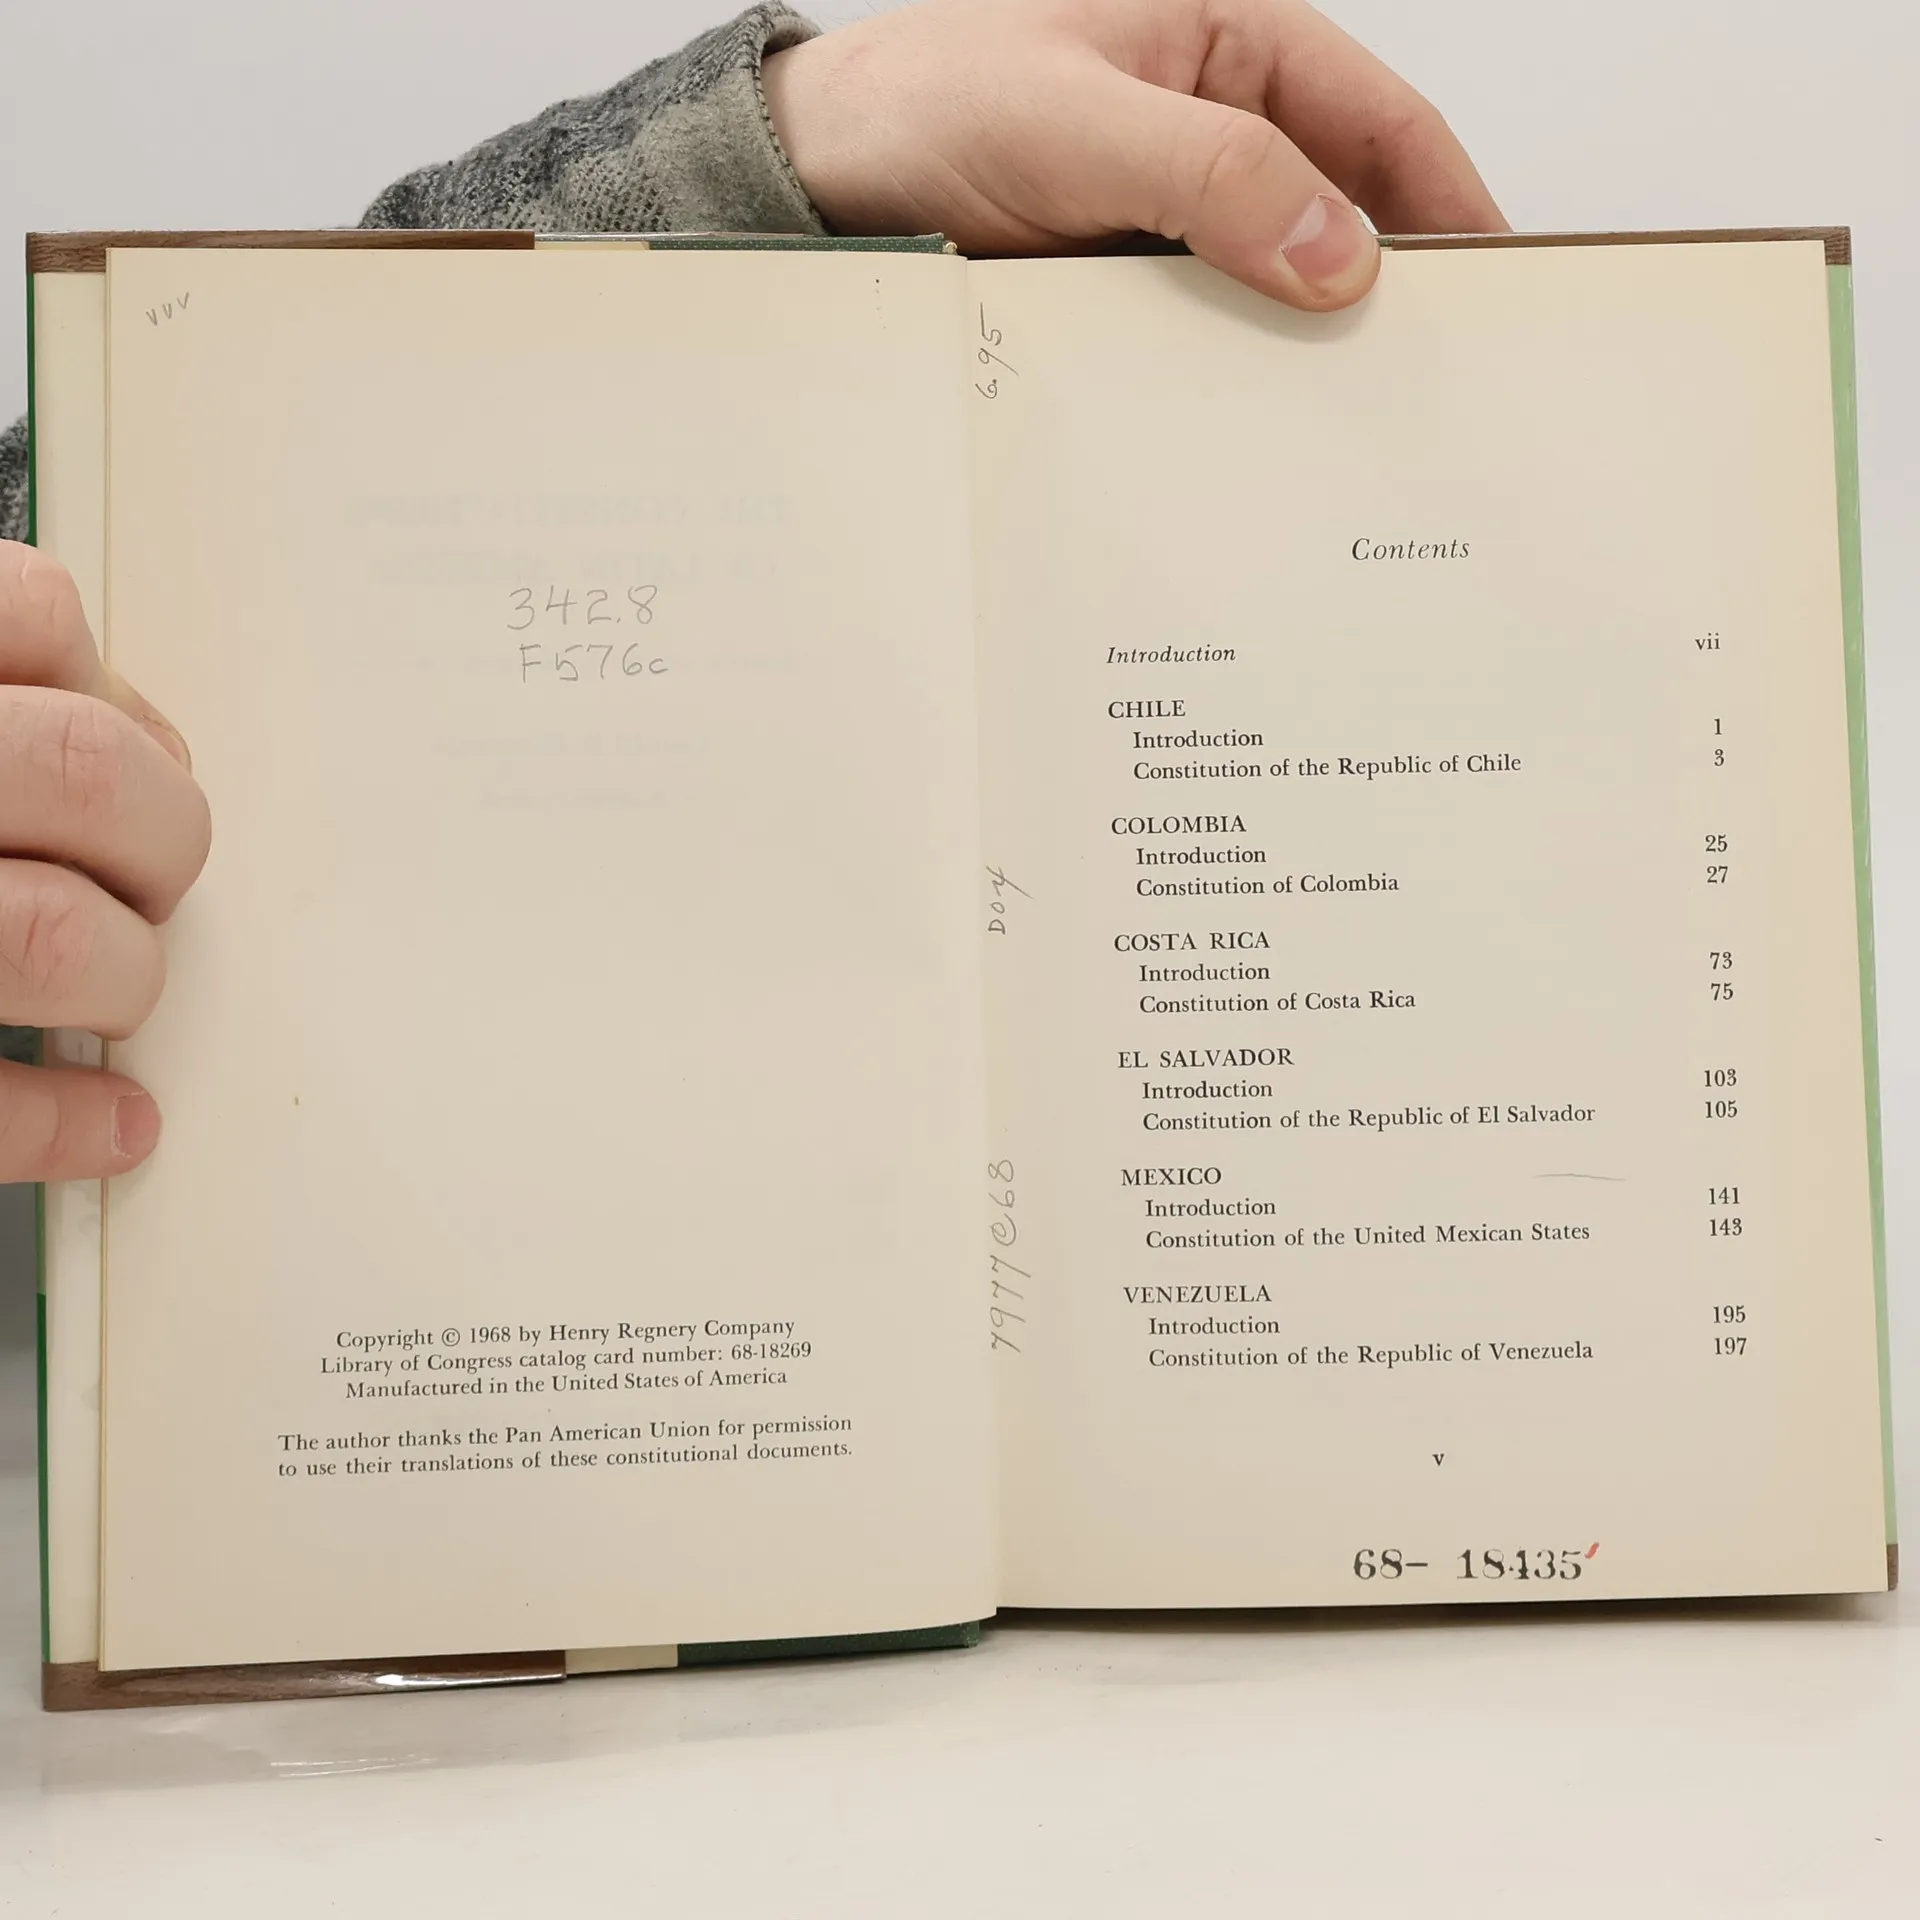 vvv
342.8
F576c
Copyright © 1968 by Henry Regnery Company
Library of Congress catalog card number: 68-18269
Manufactured in the United States of America
The author thanks the Pan American Union for permission
to use their translations of these constitutional documents.
6.95
Contents
Introduction vii
CHILE
Introduction 1
Constitution of the Republic of Chile 3
COLOMBIA
Introduction 25
Constitution of Colombia 27
COSTA RICA
Introduction 73
Constitution of Costa Rica 75
EL SALVADOR
Introduction 103
Constitution of the Republic of El Salvador 105
MEXICO
Introduction 141
Constitution of the United Mexican States 143
VENEZUELA
Introduction 195
Constitution of the Republic of Venezuela 197
v
68- 18435